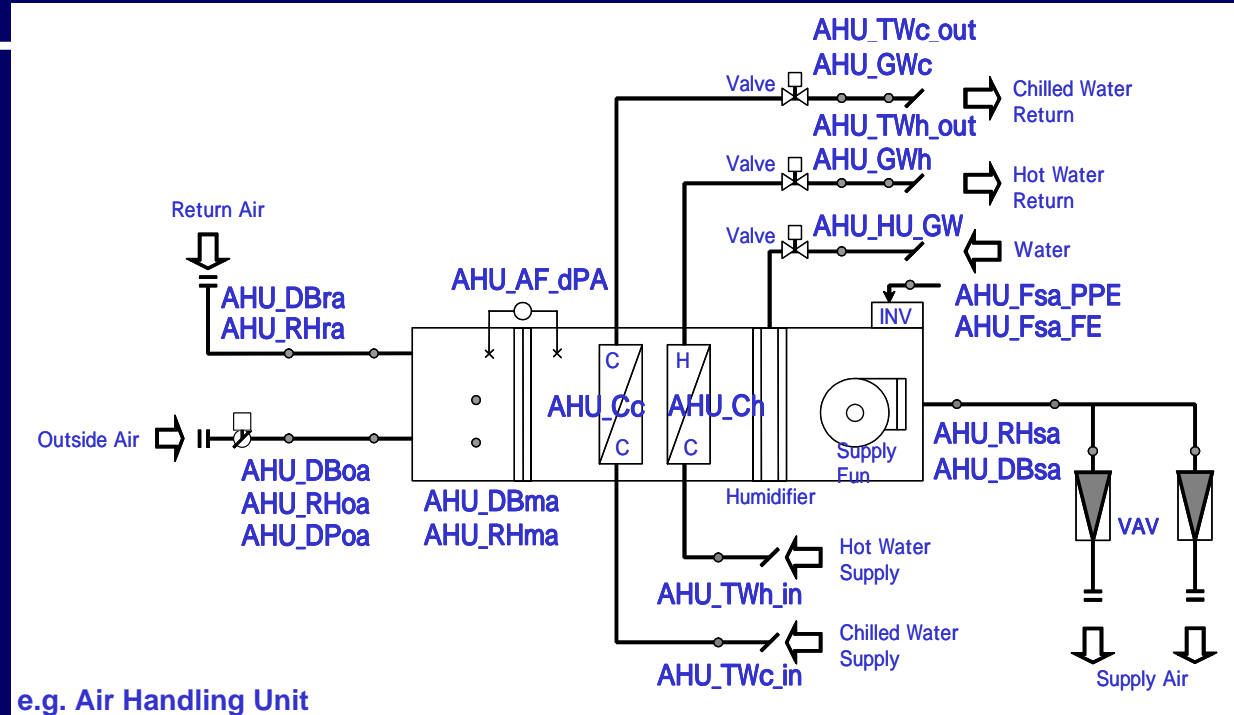 AHU_TWc_out
AHU_GWc
Valve
Chilled Water
Return
AHU_TWh_out
AHU_GWh
Valve
Hot Water
Return
AHU_HU_GW
Valve
Water
Return Air
AHU_DBra
AHU_RHra
AHU_AF_dPA
AHU_Fsa_PPE
AHU_Fsa_FE
INV
C
H
AHU_Cc
AHU_Ch
C
C
Outside Air
AHU_DBoa
AHU_RHoa
AHU_DPoa
AHU_DBma
AHU_RHma
Humidifier
Supply
Fun
AHU_RHsa
AHU_DBsa
VAV
Hot Water
Supply
AHU_TWh_in
Chilled Water
Supply
AHU_TWc_in
Supply Air
e.g. Air Handling Unit